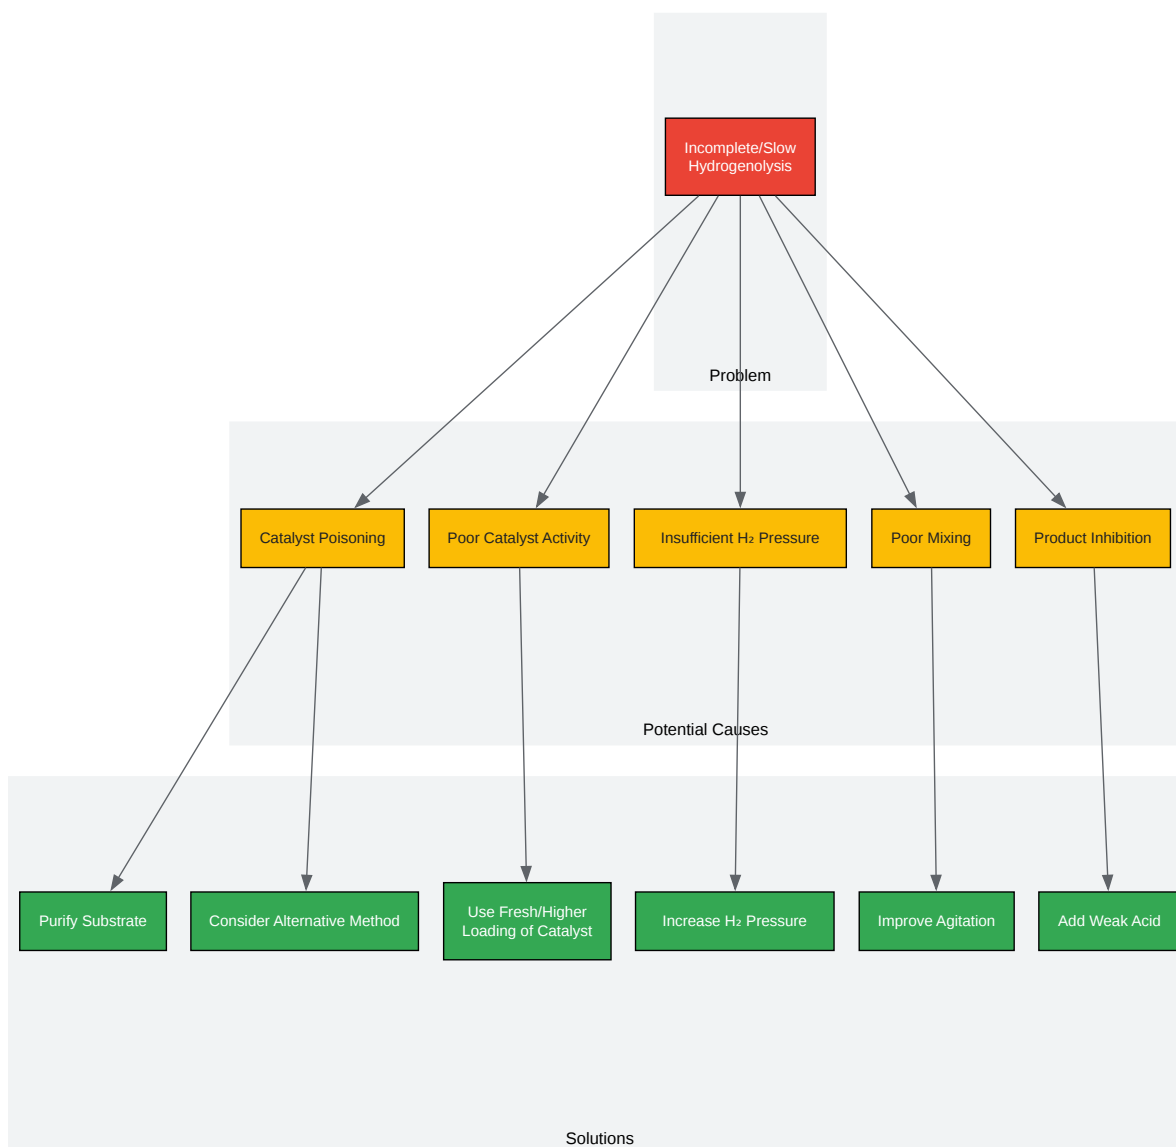 Incomplete/Slow
Hydrogenolysis
Problem
Catalyst Poisoning
Poor Catalyst Activity
Insufficient H₂ Pressure
Poor Mixing
Product Inhibition
Potential Causes
Purify Substrate
Consider Alternative Method
Use Fresh/Higher
Loading of Catalyst
Increase H₂ Pressure
Improve Agitation
Add Weak Acid
Solutions